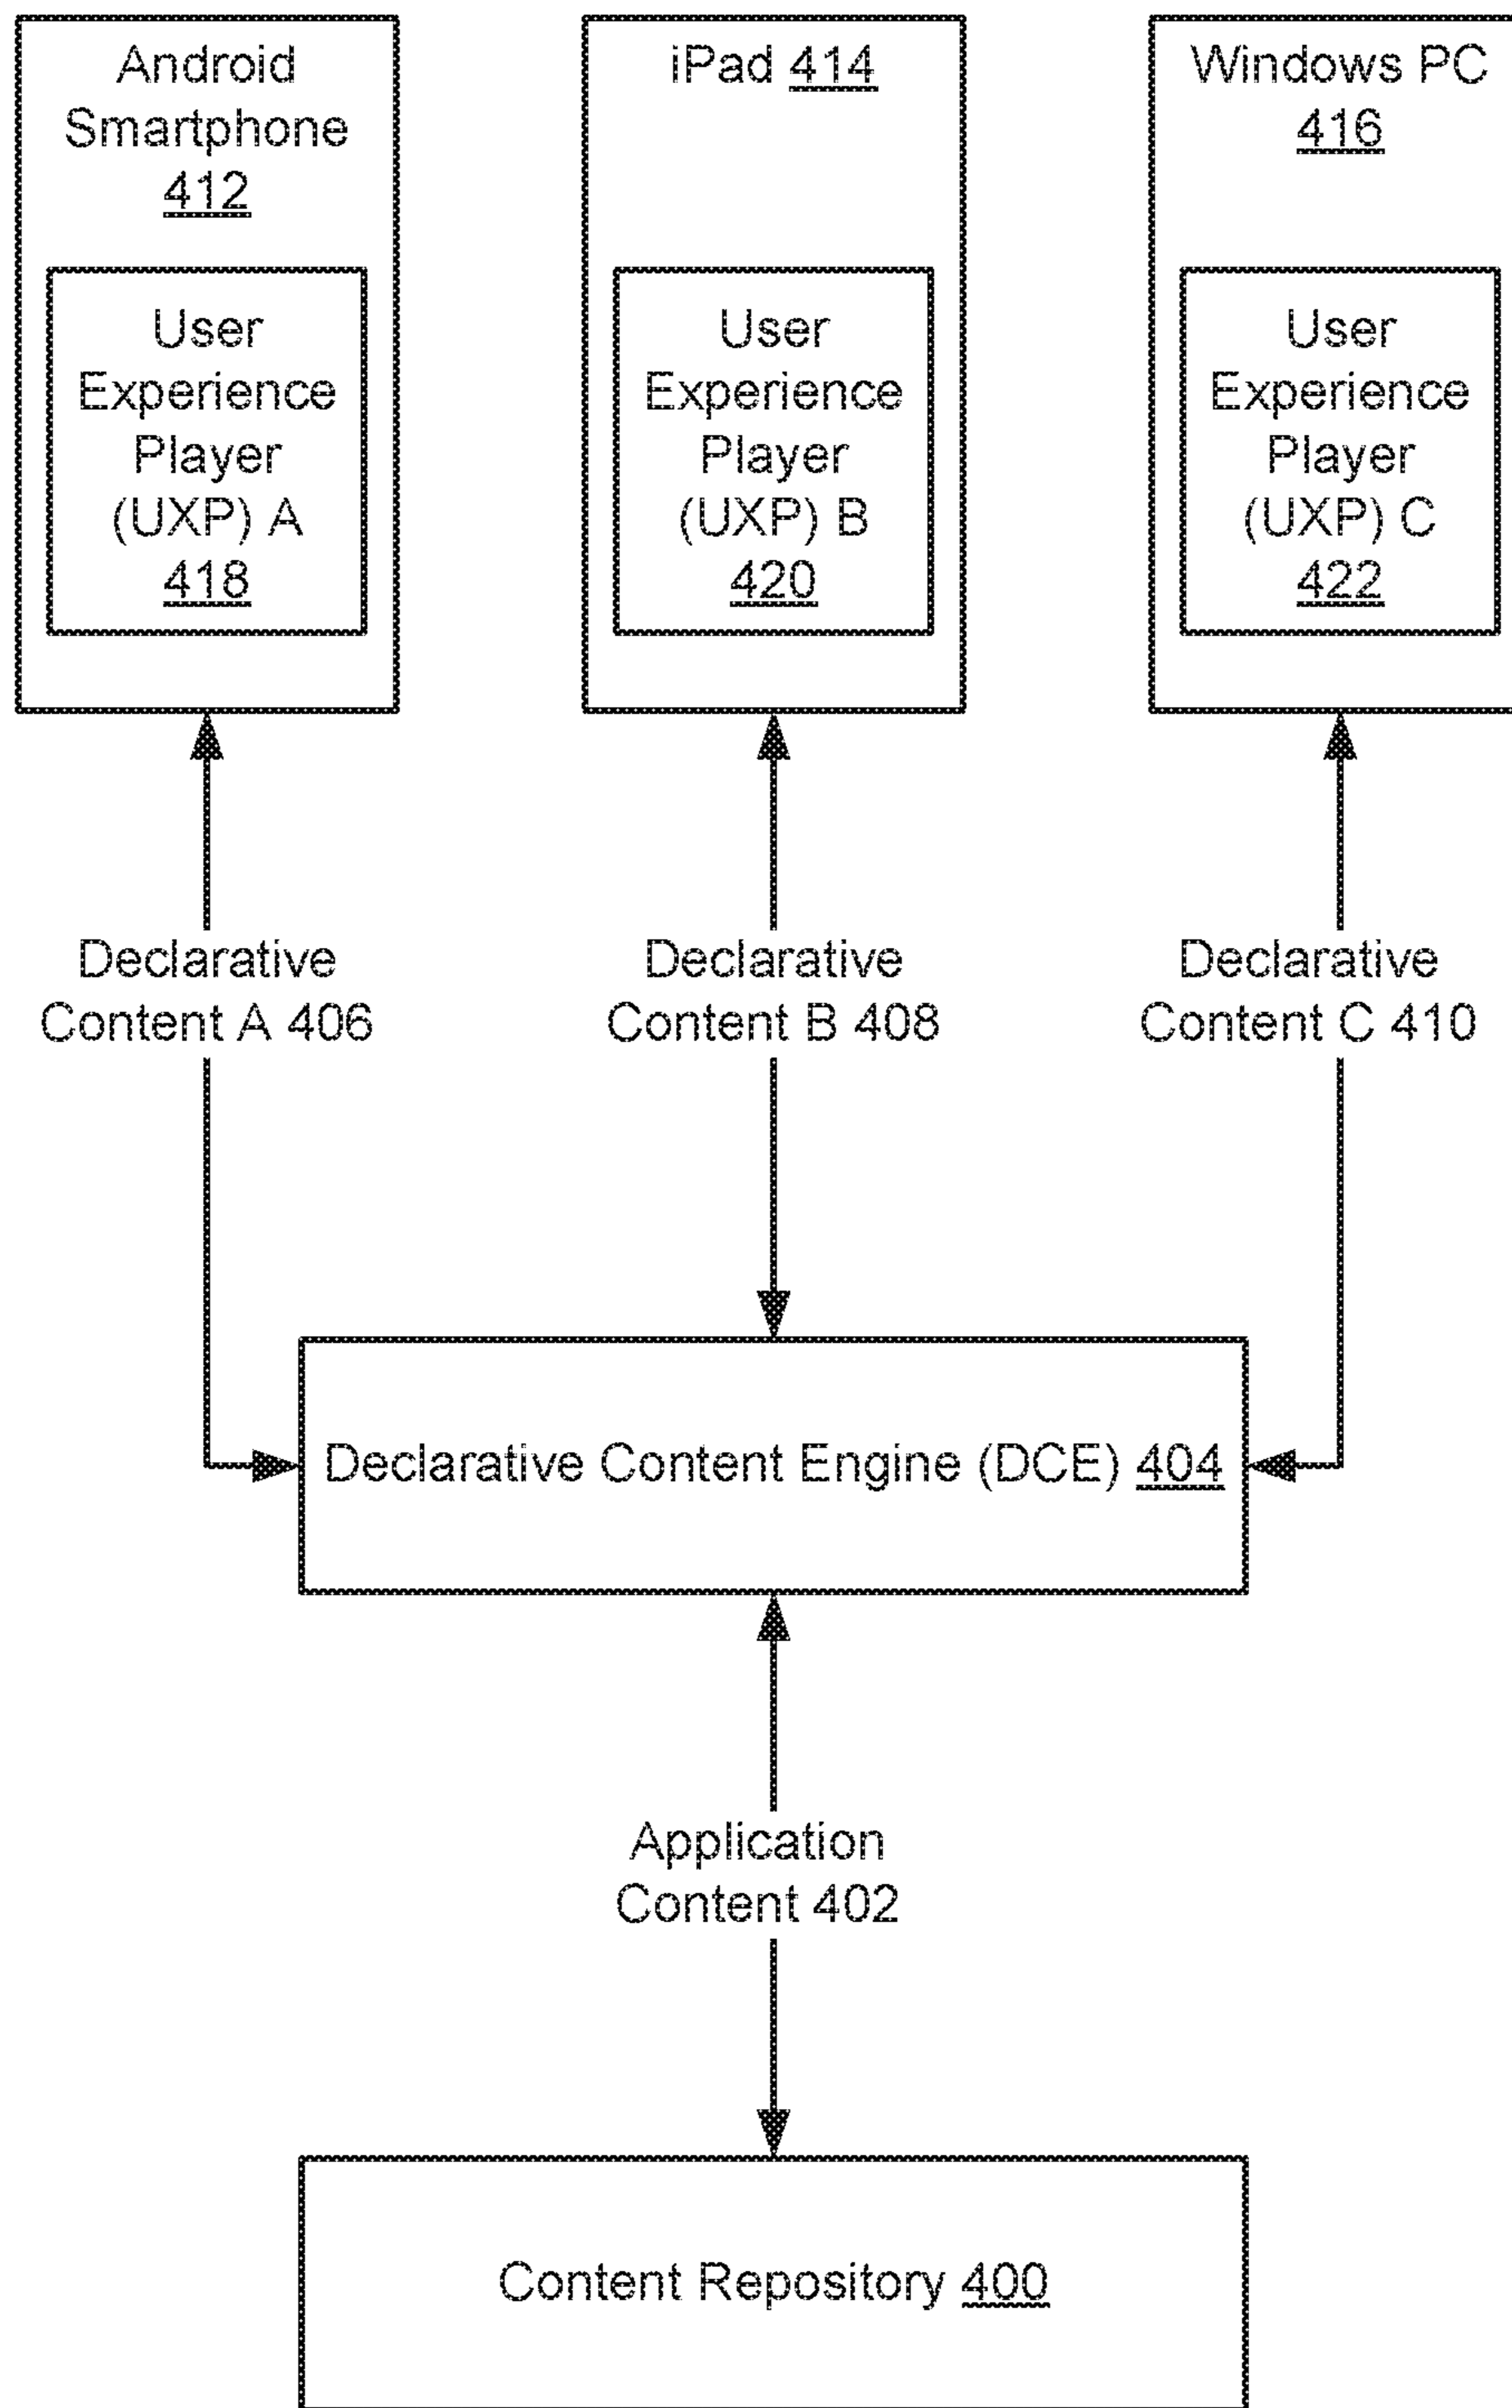 Android
Smartphone
412
User
Experience
Player
(UXP) A
418
iPad 414
User
Experience
Player
(UXP) B
420
Windows PC
416
User
Experience
Player
(UXP) C
422
Declarative
Content A 406
Declarative
Content B 408
Declarative
Content C 410
Declarative Content Engine (DCE) 404
Application
Content 402
Content Repository 400